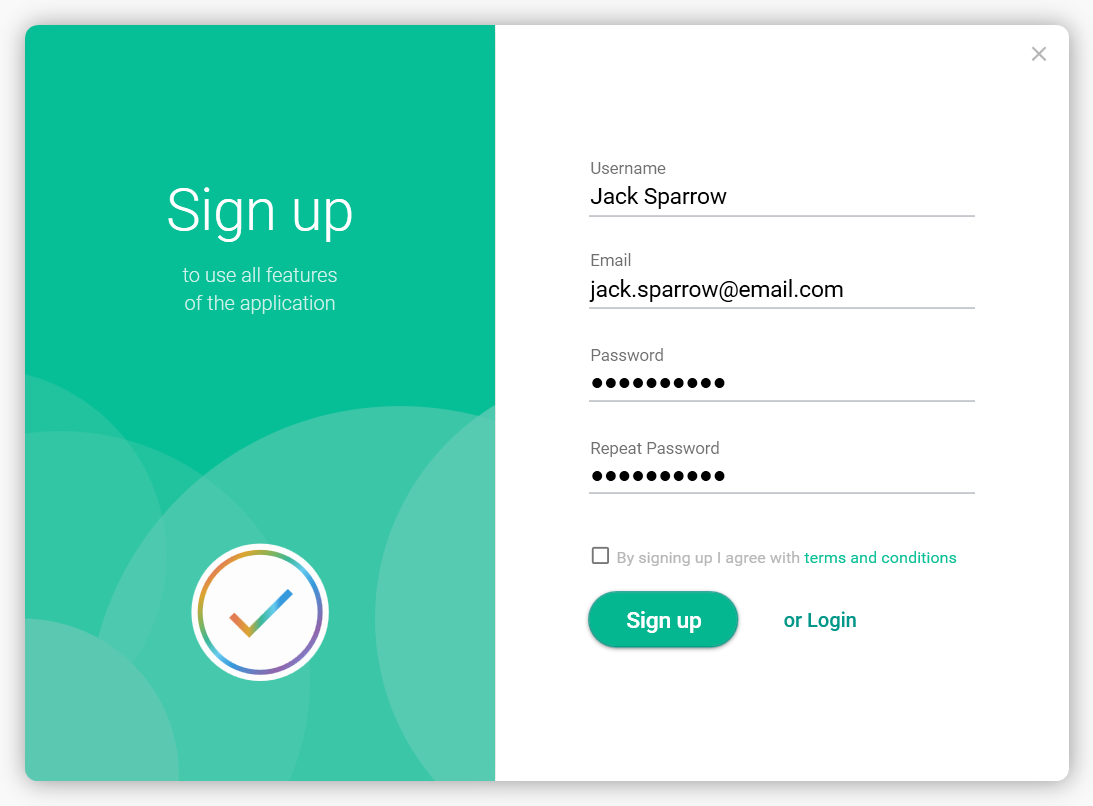 Sign up
to use all features
of the application
Username
Jack Sparrow
Email
jack.sparrow@email.com
Password
●●●●●●●●●●
Repeat Password
●●●●●●●●●●
By signing up I agree with terms and conditions
Sign up
or Login